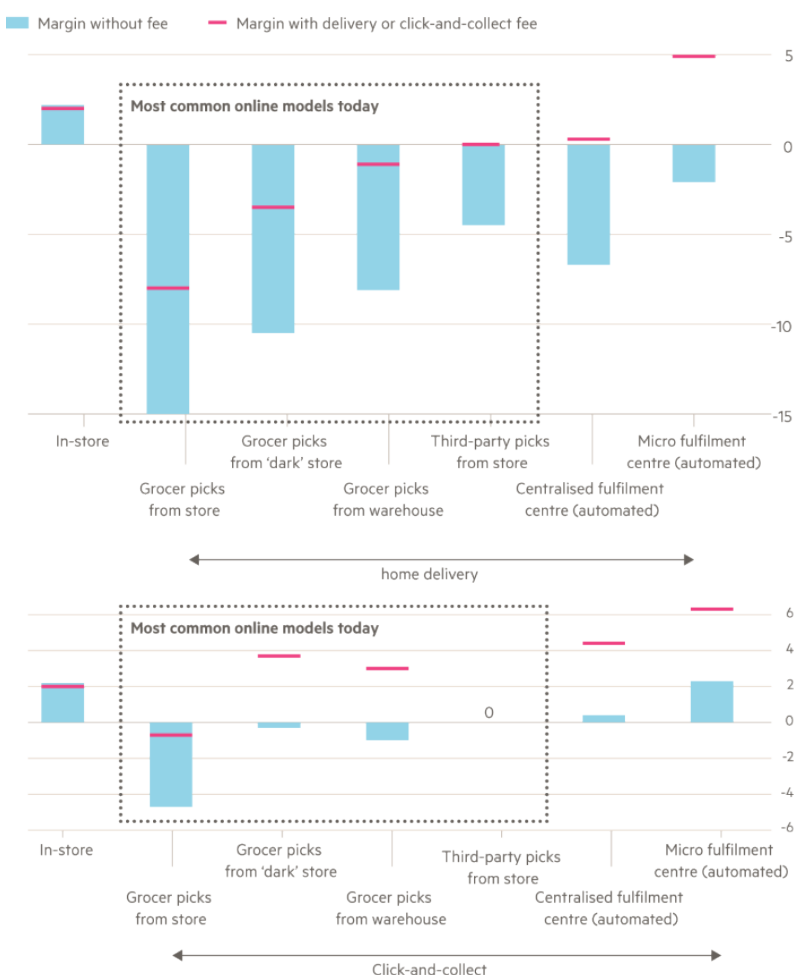 Margin without fee
Margin with delivery or click-and-collect fee
5
Most common online models today
0
-5
-10
-15
In-store
Grocer picks
from ‘dark’ store
Third-party picks
from store
Micro fulfilment
centre (automated)
Grocer picks
from store
Grocer picks
from warehouse
Centralised fulfilment
centre (automated)
home delivery
6
Most common online models today
4
2
0
0
-2
-4
-6
In-store
Grocer picks
from ‘dark’ store
Third-party picks
from store
Micro fulfilment
centre (automated)
Grocer picks
from store
Grocer picks
from warehouse
Centralised fulfilment
centre (automated)
Click-and-collect